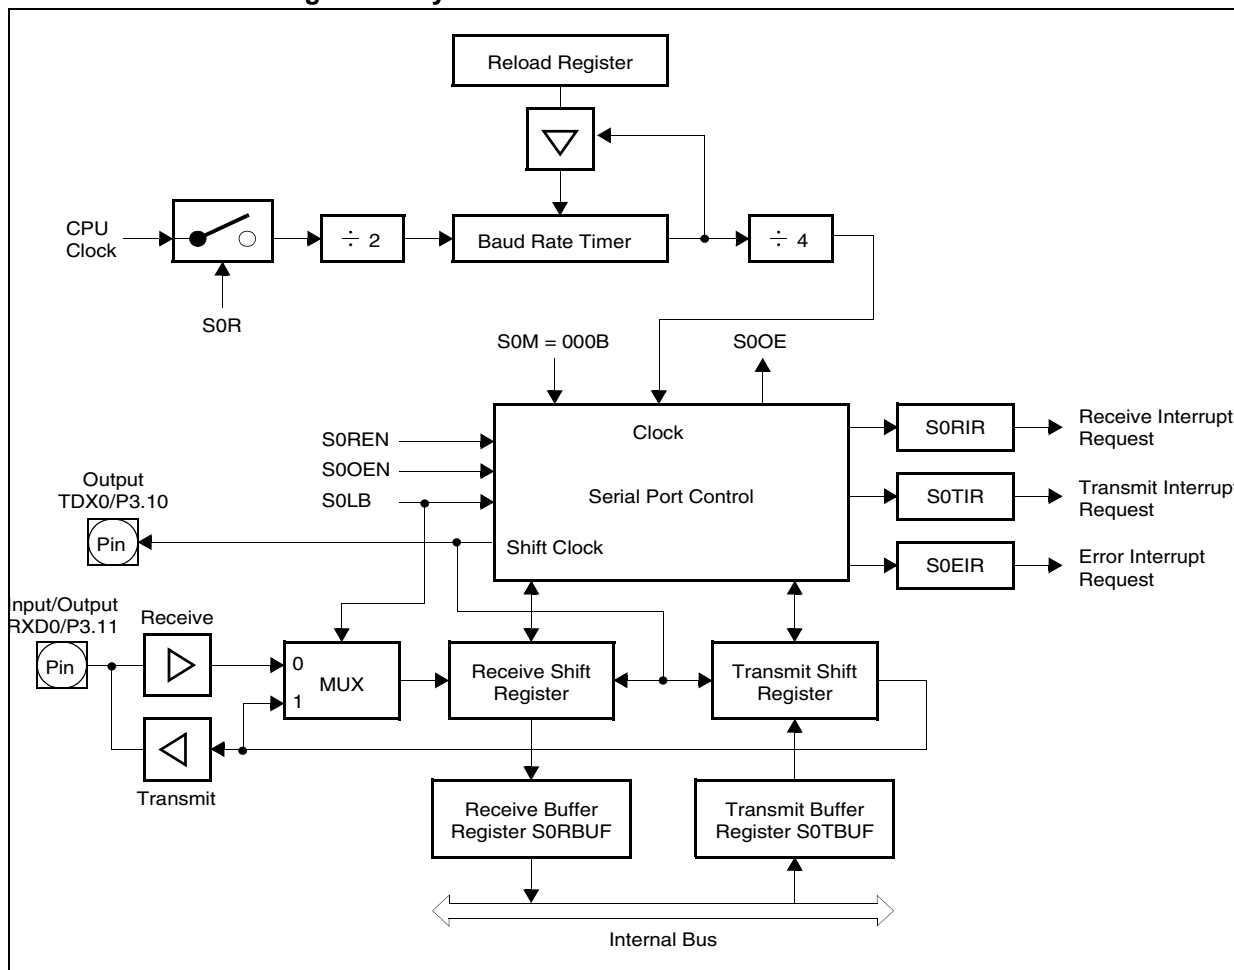 Reload Register
CPU
Clock
÷ 2
Baud Rate Timer
÷ 4
S0R
S0M = 000B
S0OE
Clock
S0REN
S0OEN
S0LB
Serial Port Control
Shift Clock
S0RIR
Receive Interrupt
Request
S0TIR
Transmit Interrupt
Request
S0EIR
Error Interrupt
Request
Output
TDX0/P3.10
Pin
Input/Output
RXD0/P3.11
Pin
Receive
0
MUX
1
Transmit
Receive Shift
Register
Transmit Shift
Register
Receive Buffer
Register S0RBUF
Transmit Buffer
Register S0TBUF
Internal Bus